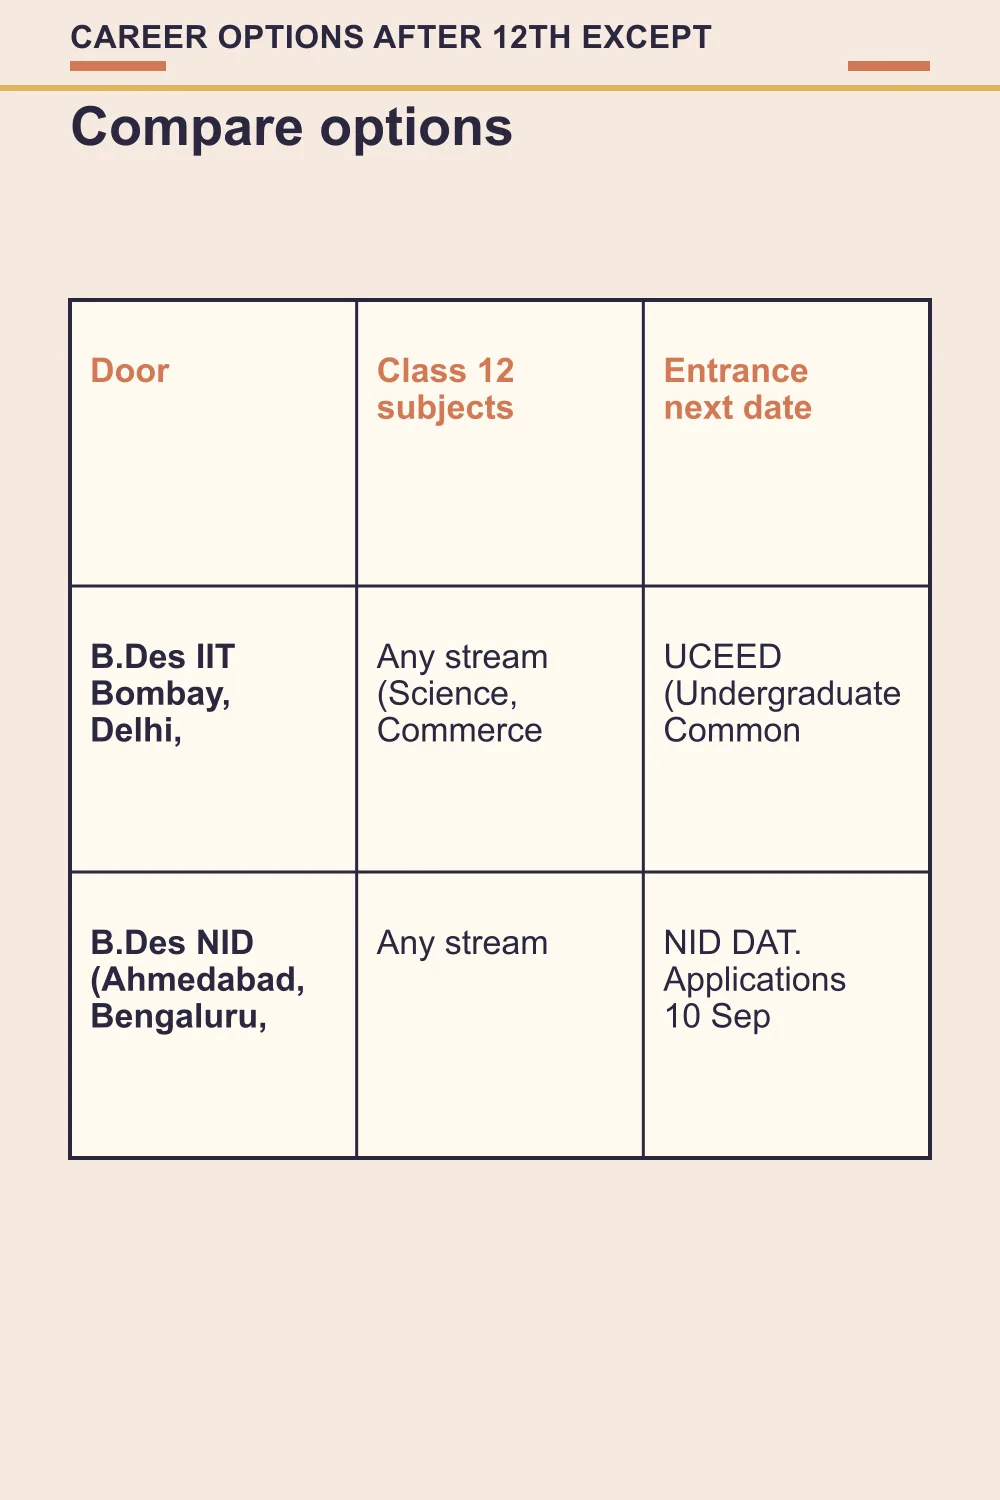 CAREER OPTIONS AFTER 12TH EXCEPT
Compare options
Door
Class 12
subjects
Entrance
next date
B.Des IIT
Bombay,
Delhi,
Any stream
(Science,
Commerce
UCEED
(Undergraduate
Common
B.Des NID
(Ahmedabad,
Bengaluru,
Any stream
NID DAT.
Applications
10 Sep